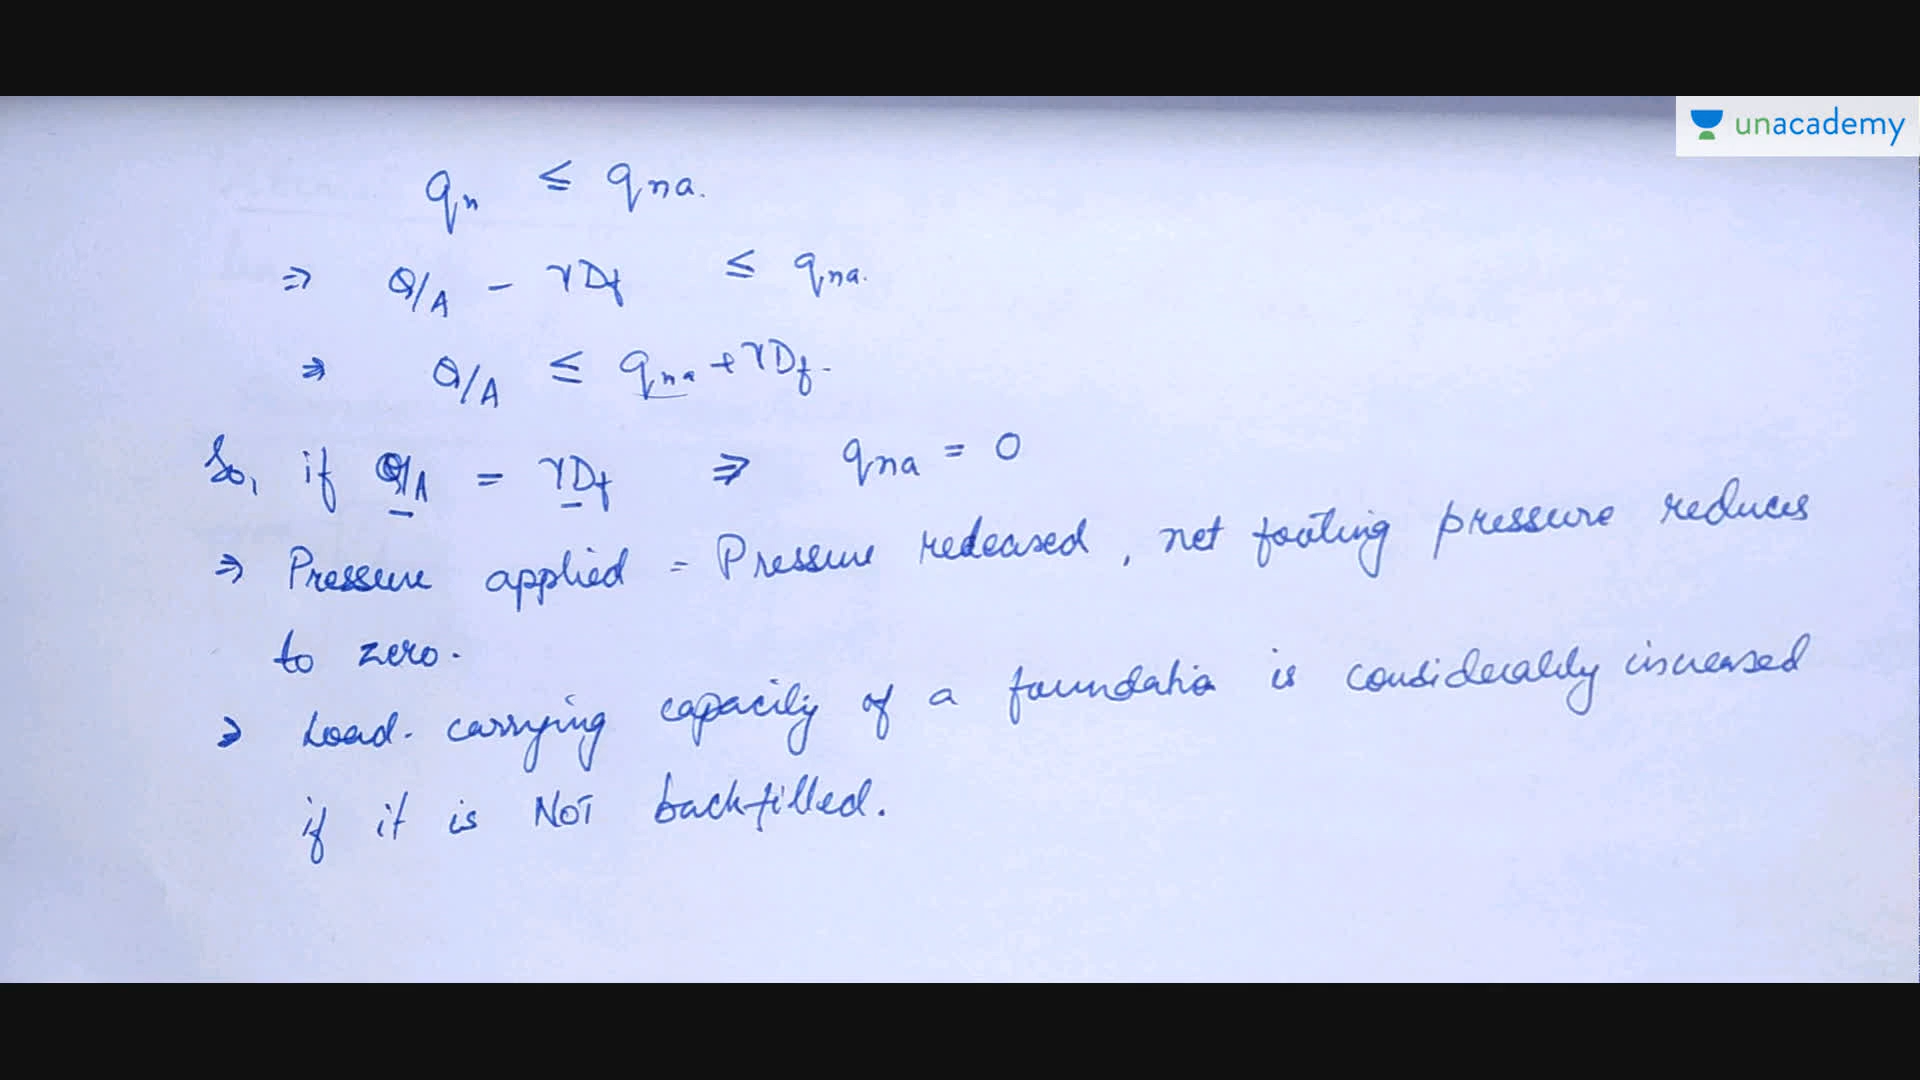 unacademy
qn ≤ qna.
⇒ Q/A - γDf ≤ qna.
⇒ Q/A ≤ qna + γDf.
So, if Q/A = γDf ⇒ qna = 0
⇒ Pressure applied = Pressure released, net footing pressure reduces
to zero.
⇒ Load-carrying capacity of a foundatio is considerably increased
if it is NOT backfilled.